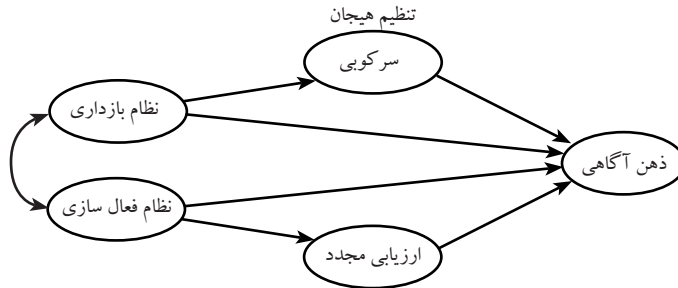 تنظیم هیجان
سرکوبی
نظام بازداری
ذهن آگاهی
نظام فعال سازی
ارزیابی مجدد